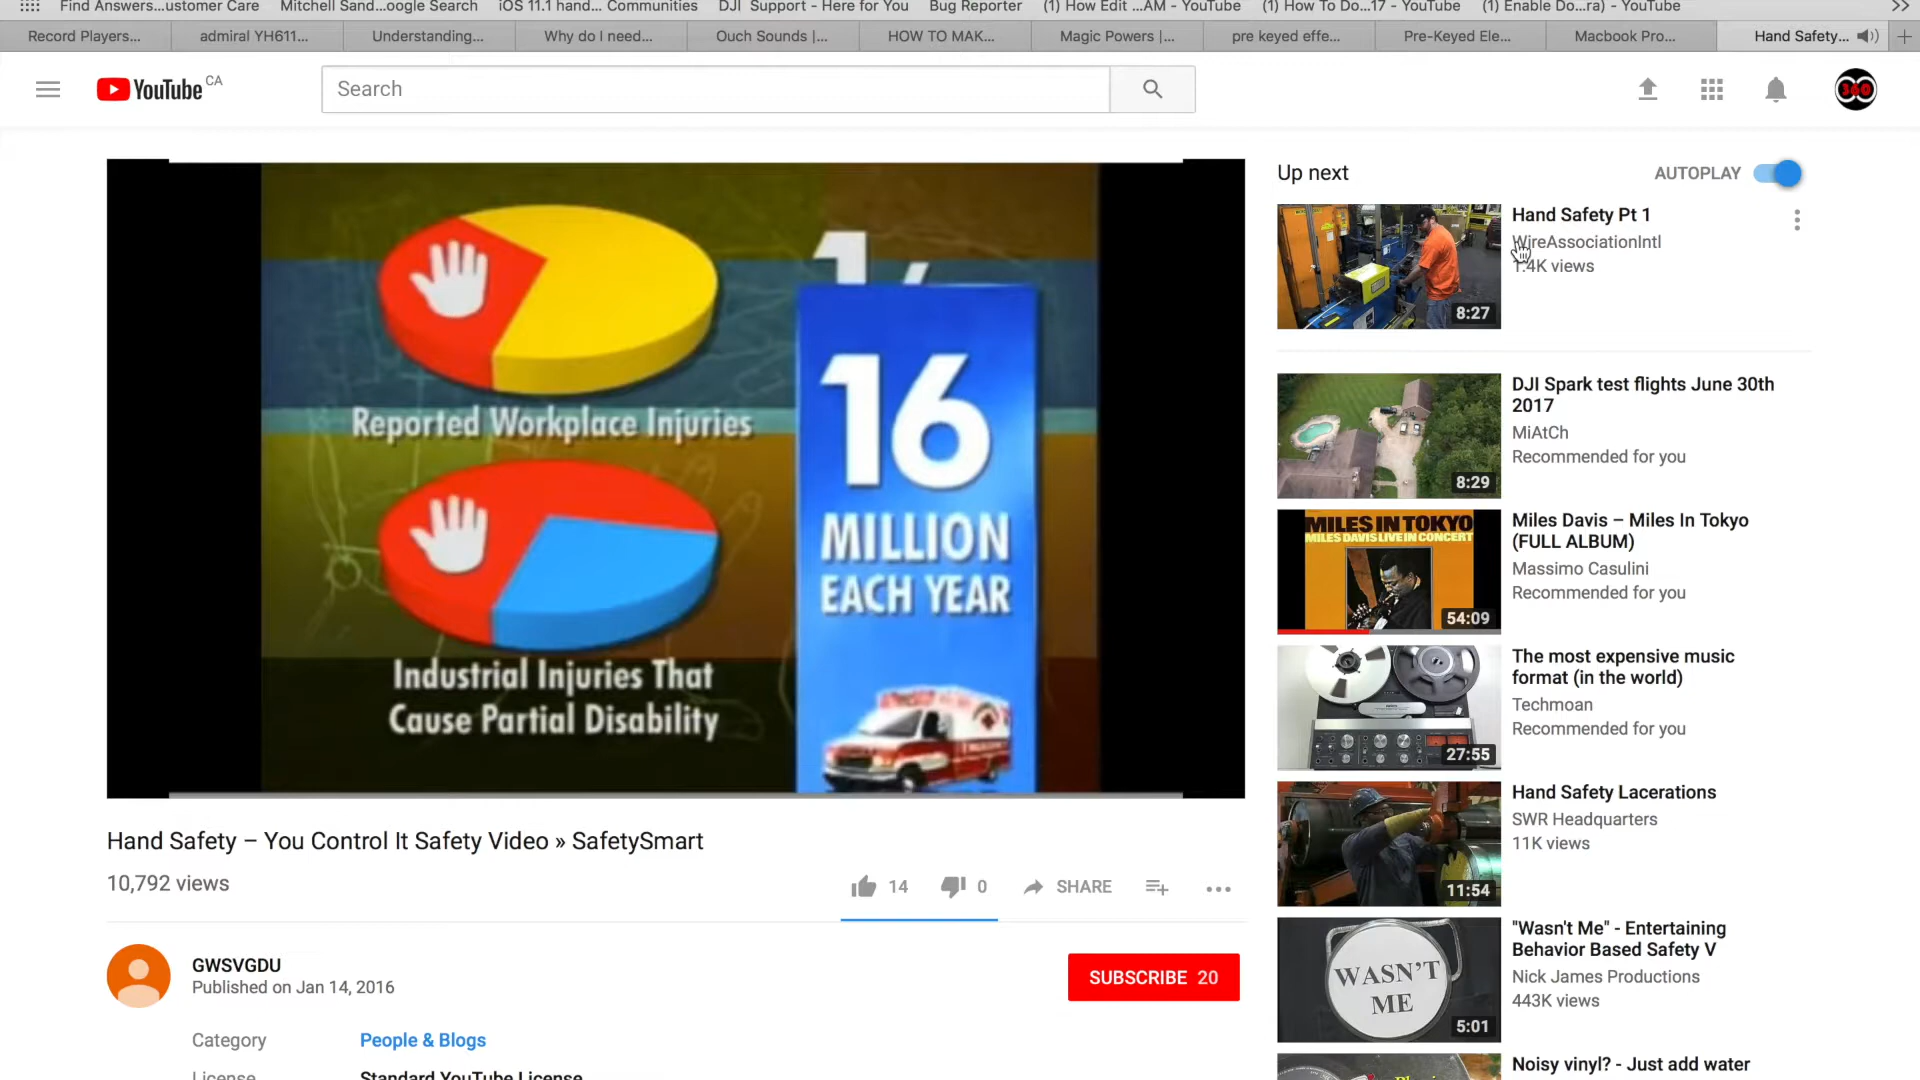 Find Answers...ustomer Care
Mitchell Sand...oogle Search
iOS 11.1 hand... Communities
DJI Support - Here for You
Bug Reporter
(1) How Edit ...AM - YouTube
(1) How To Do...17 - YouTube
(1) Enable Do...ra) - YouTube
Record Players...
admiral YH611...
Understanding...
Why do I need...
Ouch Sounds |...
HOW TO MAK...
Magic Powers |...
pre keyed effe...
Pre-Keyed Ele...
Macbook Pro...
Hand Safety...
YouTube CA
Search
360
Reported Workplace Injuries
Industrial Injuries That
Cause Partial Disability
16
MILLION
EACH YEAR
Hand Safety – You Control It Safety Video » SafetySmart
10,792 views
14
0
SHARE
GWSVGDU
Published on Jan 14, 2016
SUBSCRIBE 20
Category
People & Blogs
License
Standard YouTube License
Up next
AUTOPLAY
8:27
Hand Safety Pt 1
WireAssociationIntl
1.4K views
8:29
DJI Spark test flights June 30th
2017
MiAtCh
Recommended for you
MILES IN TOKYO
MILES DAVIS LIVE IN CONCERT
54:09
Miles Davis – Miles In Tokyo
(FULL ALBUM)
Massimo Casulini
Recommended for you
27:55
The most expensive music
format (in the world)
Techmoan
Recommended for you
11:54
Hand Safety Lacerations
SWR Headquarters
11K views
WASN'T
ME
5:01
"Wasn't Me" - Entertaining
Behavior Based Safety V
Nick James Productions
443K views
Noisy vinyl? - Just add water